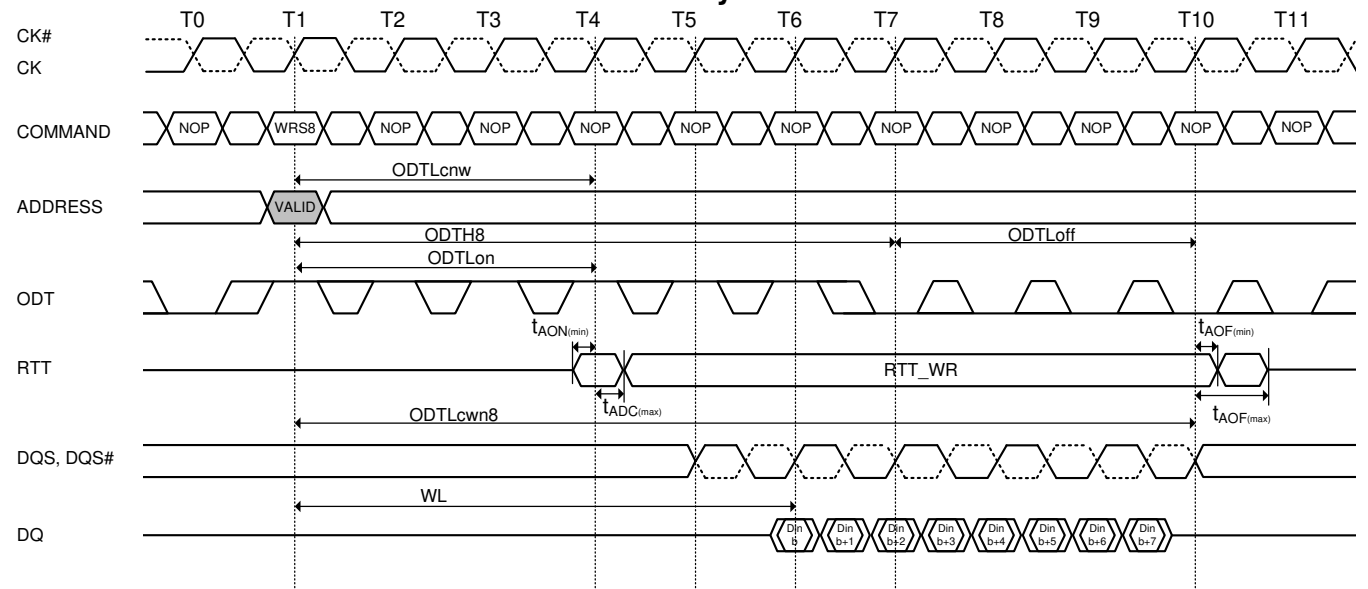 T0 T1 T2 T3 T4 T5 T6 T7 T8 T9 T10 T11
CK#
CK
COMMAND NOP WRS8 NOP NOP NOP NOP NOP NOP NOP NOP NOP NOP
ODTLcnw
ADDRESS VALID
ODTH8 ODTLoff
ODTLon
ODT
tAON(min) tAOF(min)
RTT RTT_WR
tADC(max) tAOF(max)
ODTLcwn8
DQS, DQS#
WL
DQ Din b Din b+1 Din b+2 Din b+3 Din b+4 Din b+5 Din b+6 Din b+7